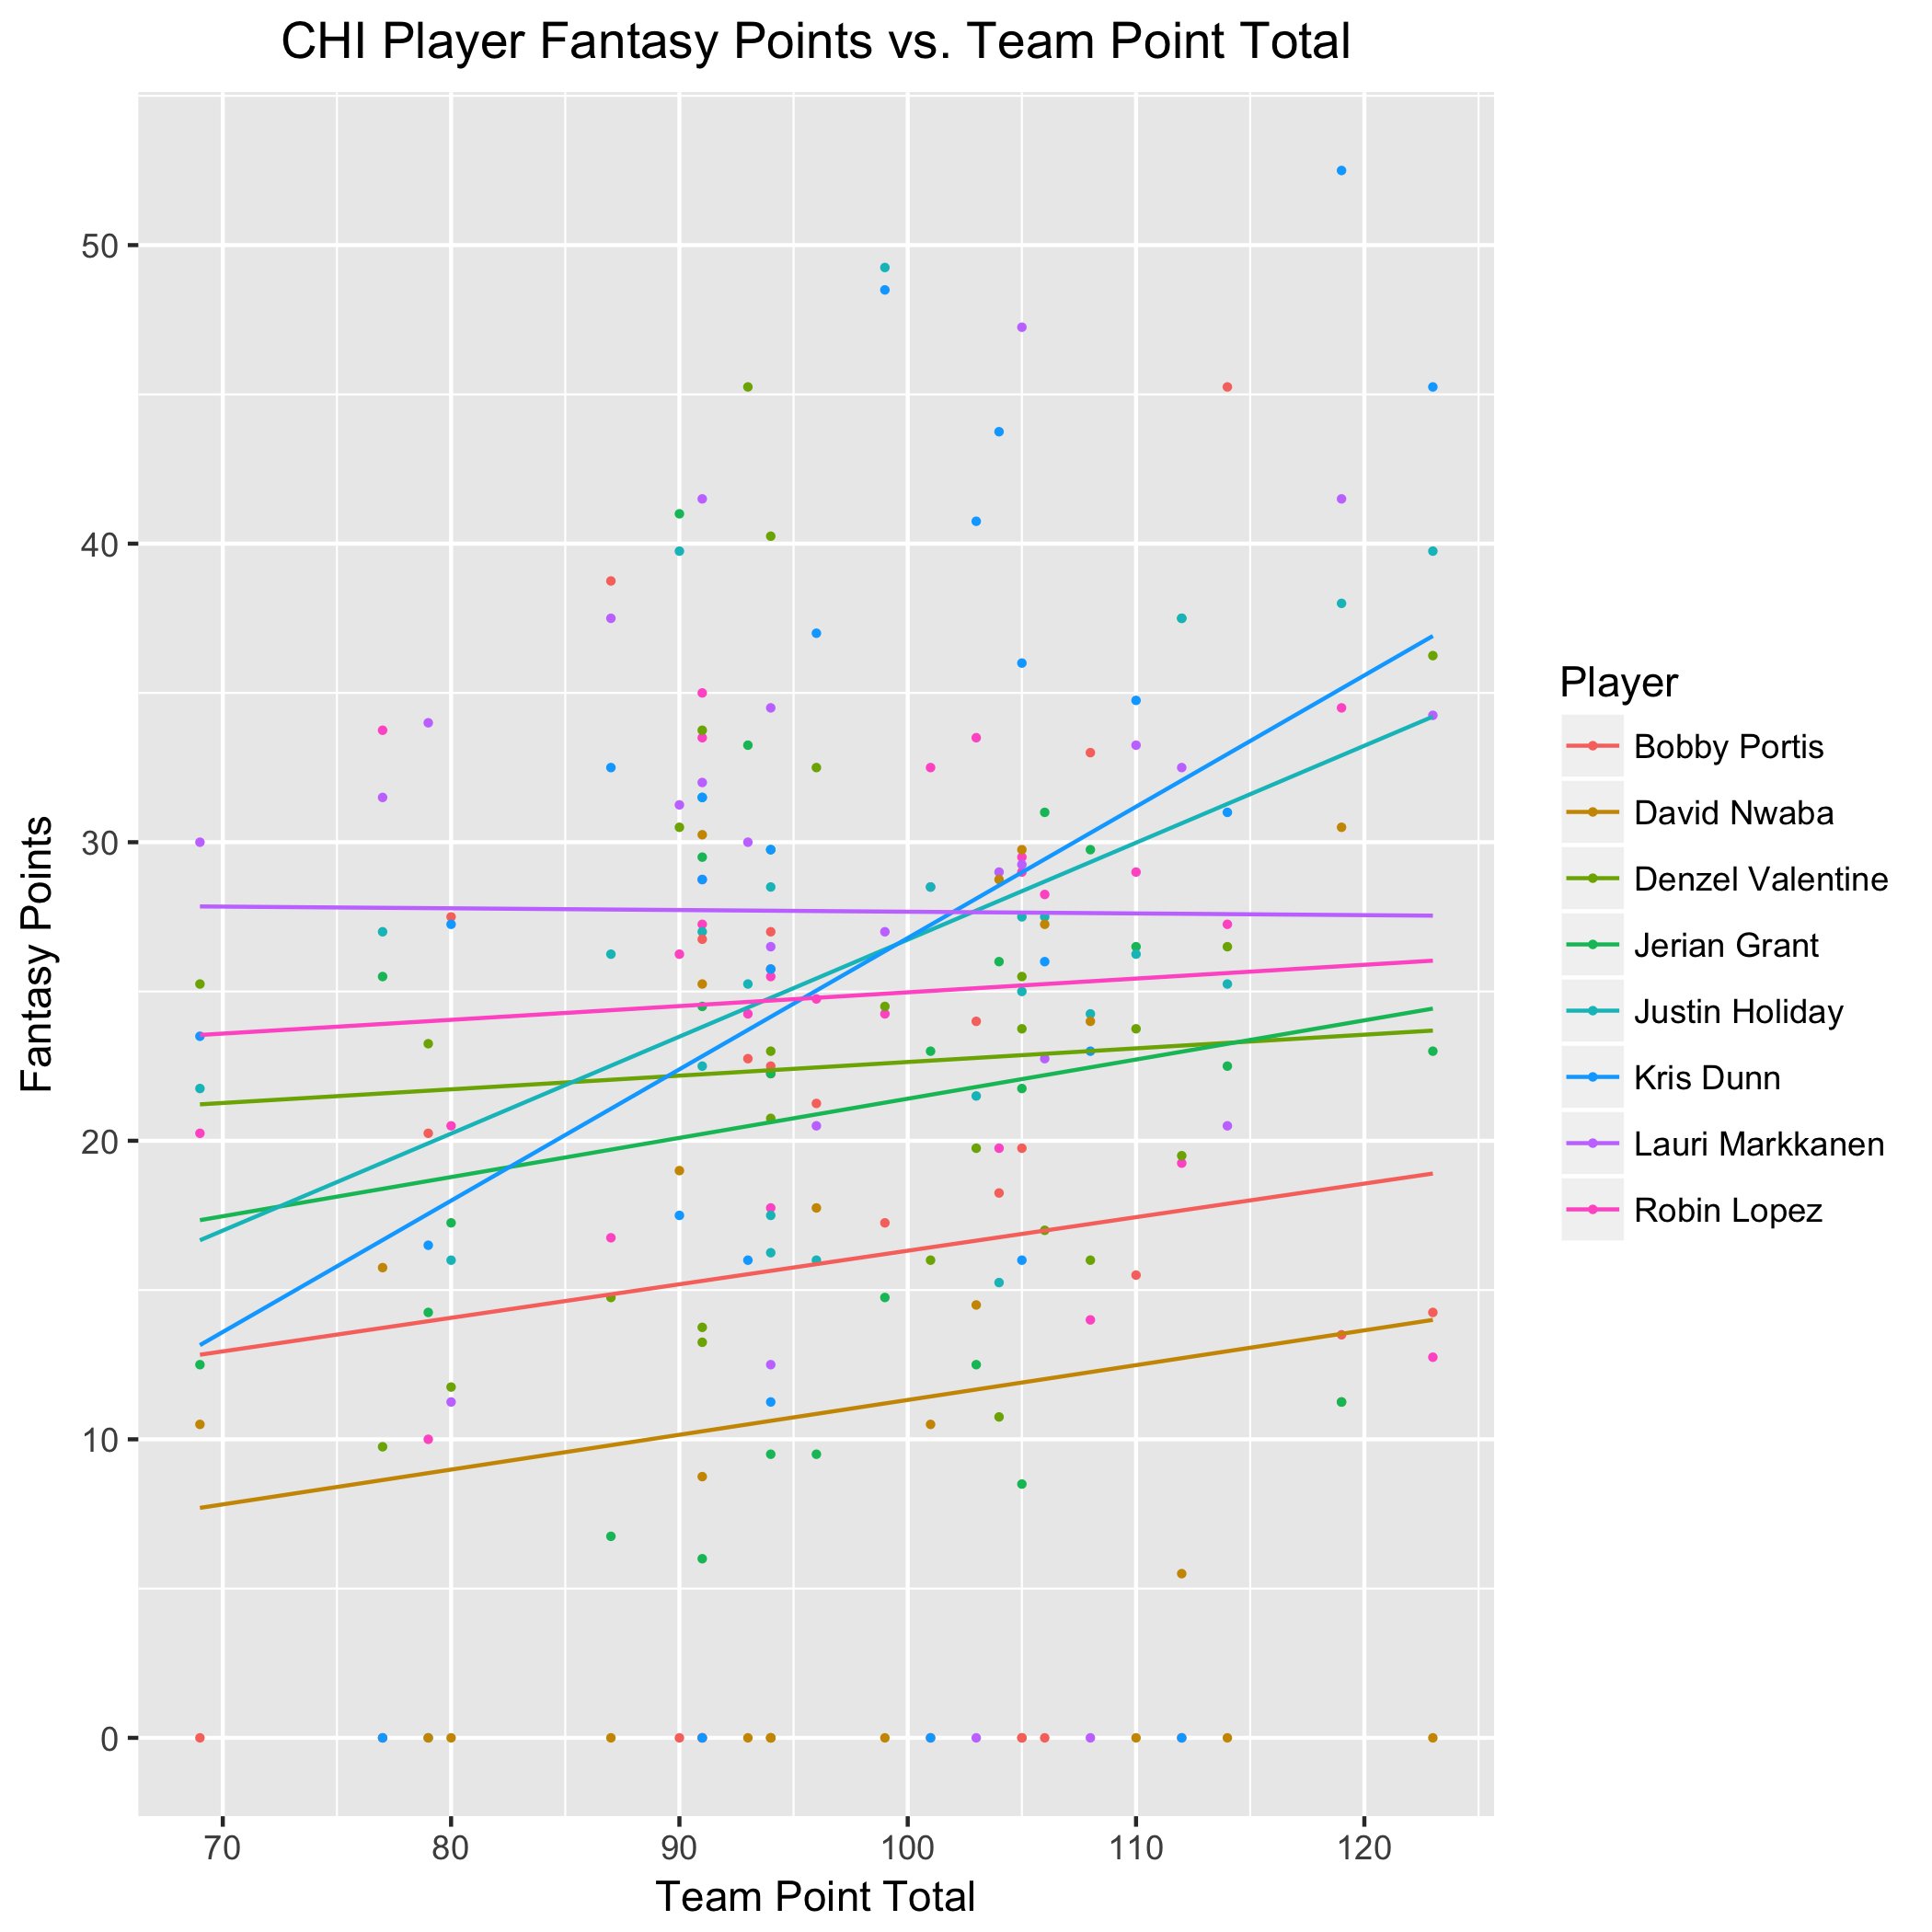 CHI Player Fantasy Points vs. Team Point Total
Fantasy Points
50
40
30
20
10
0
70 80 90 100 110 120
Team Point Total
Player
Bobby Portis
David Nwaba
Denzel Valentine
Jerian Grant
Justin Holiday
Kris Dunn
Lauri Markkanen
Robin Lopez